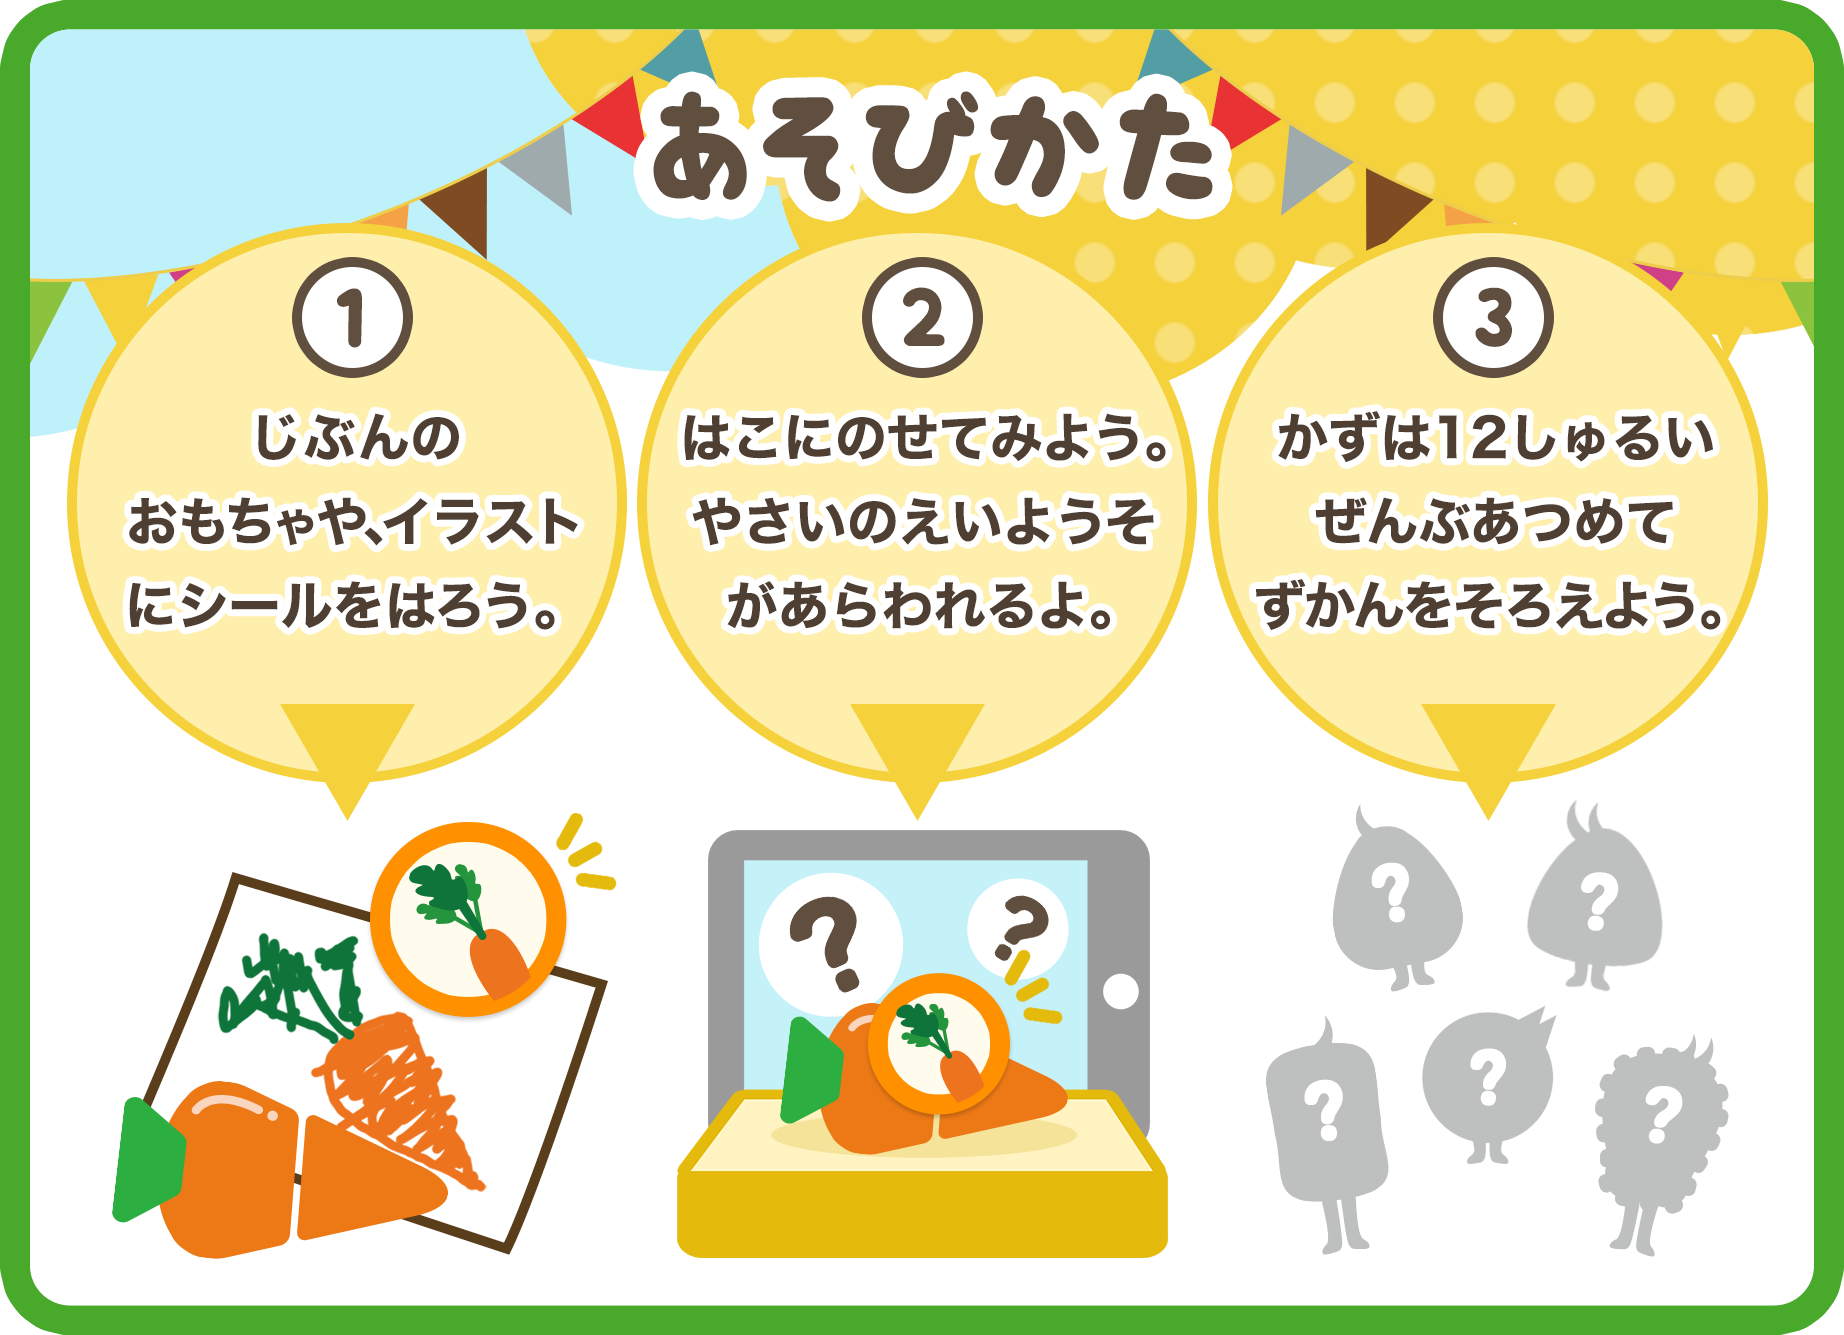 あそびかた
1
じぶんの
おもちゃや、イラスト
にシールをはろう。
2
はこにのせてみよう。
やさいのえいようそ
があらわれるよ。
3
かずは12しゅるい
ぜんぶあつめて
ずかんをそろえよう。
?
?
?
?
?
?
?